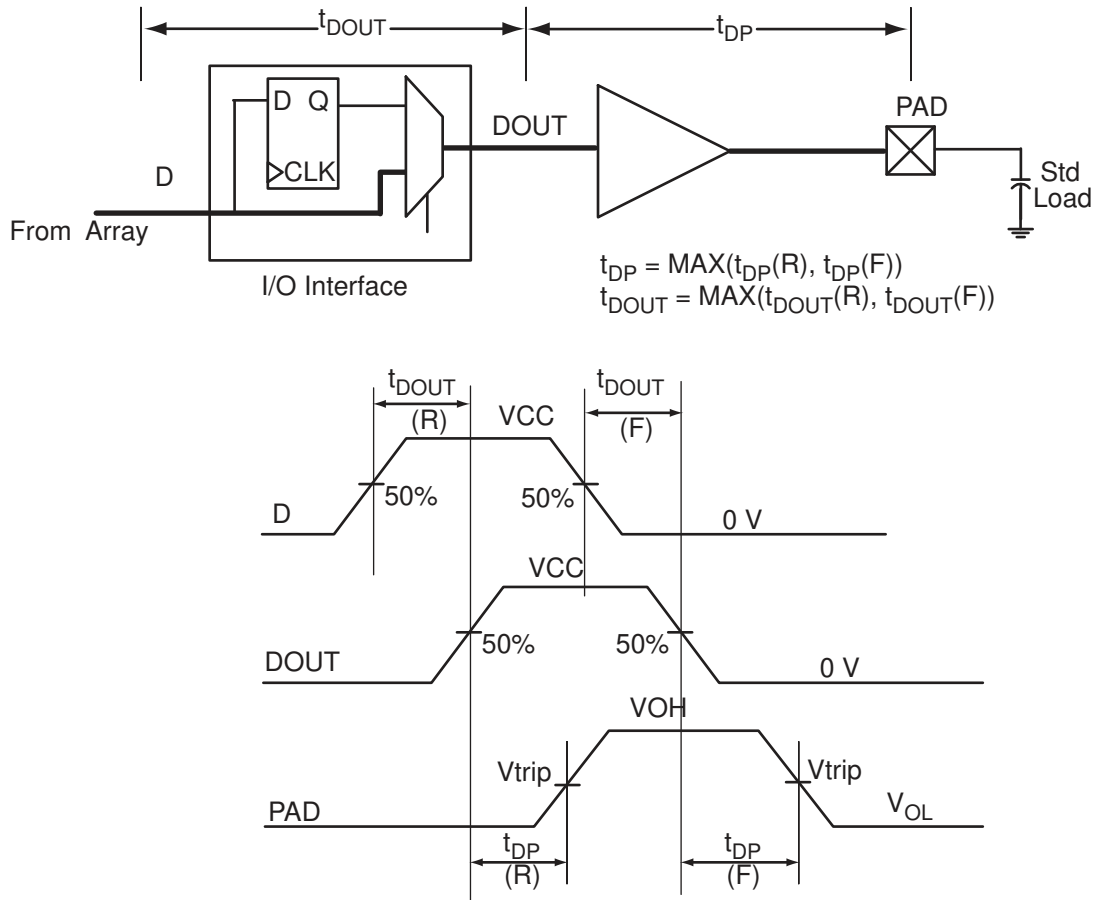 tDOUT
tDP
D Q
CLK
D
From Array
I/O Interface
DOUT
PAD
Std
Load
tDP = MAX(tDP(R), tDP(F))
tDOUT = MAX(tDOUT(R), tDOUT(F))
tDOUT
(R)
VCC
tDOUT
(F)
50%
50%
D
0 V
VCC
50%
50%
DOUT
0 V
VOH
Vtrip
Vtrip
PAD
VOL
tDP
(R)
tDP
(F)